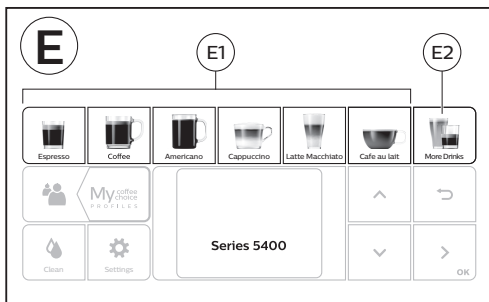 E
E1
E2
Espresso
Coffee
Americano
Cappuccino
Latte Macchiato
Cafe au lait
More Drinks
My coffee choice
PROFILES
Clean
Settings
Series 5400
OK